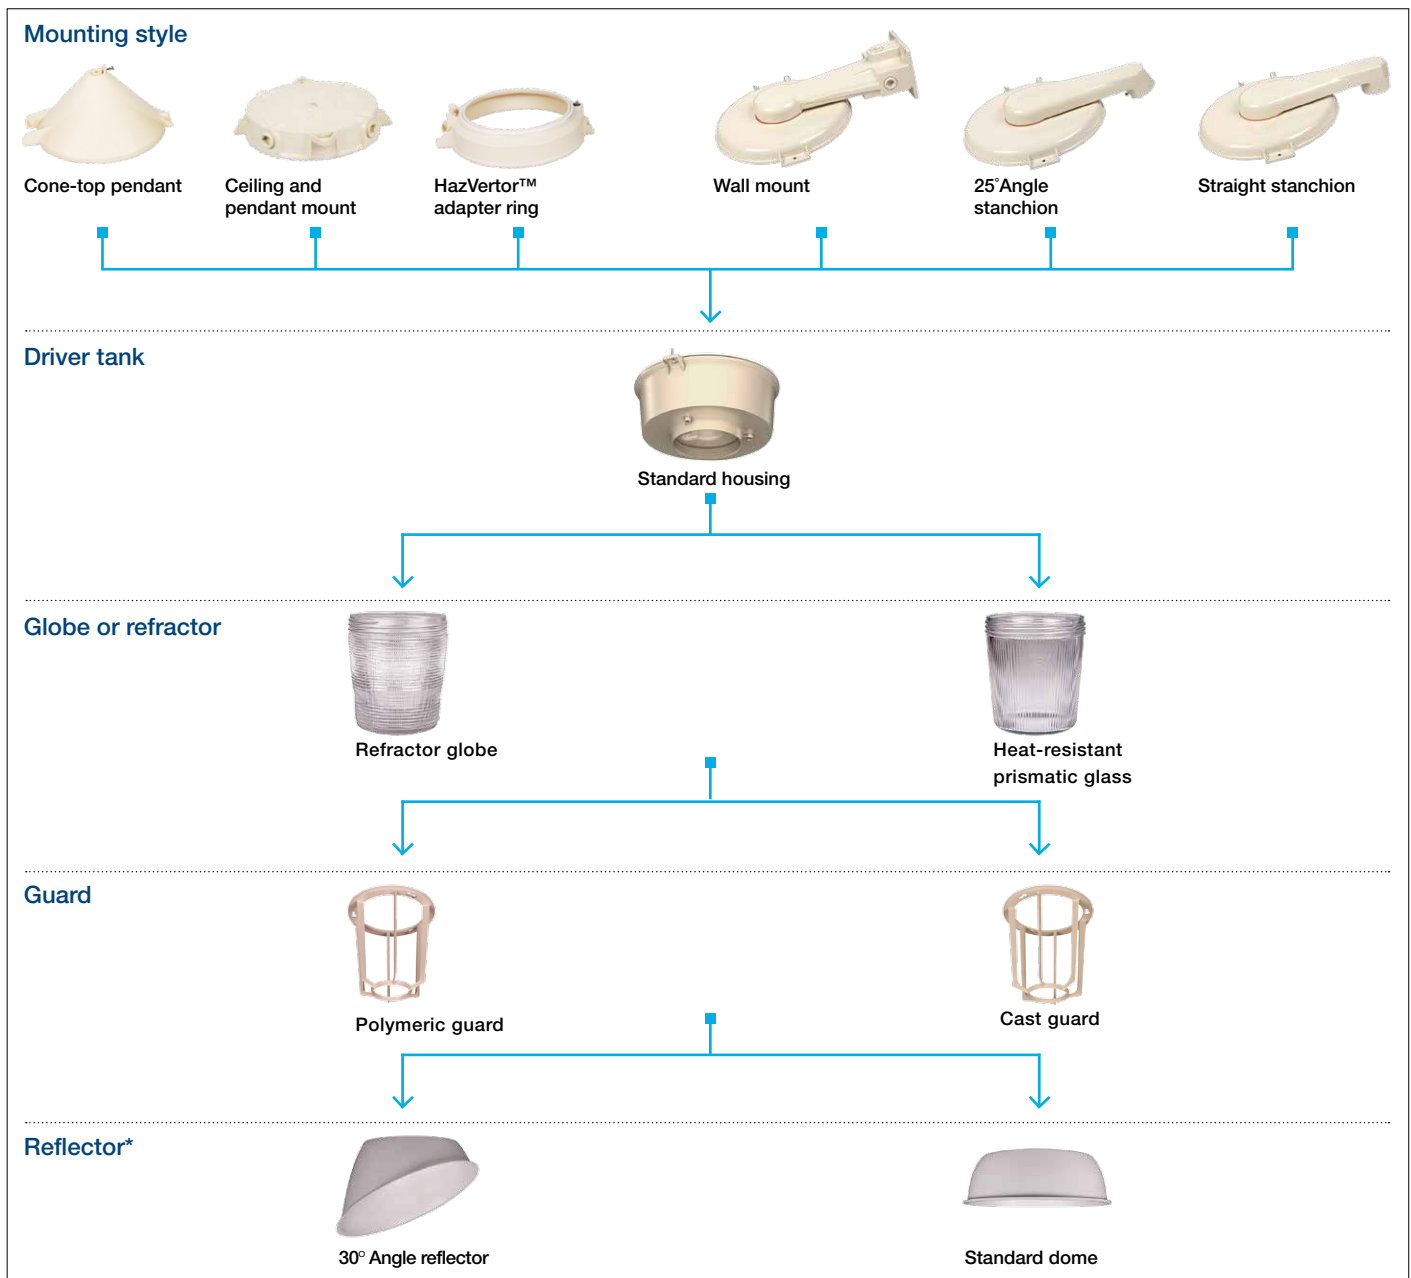 Mounting style
Cone-top pendant
Ceiling and
pendant mount
HazVertor™
adapter ring
Wall mount
25°Angle
stanchion
Straight stanchion
Driver tank
Standard housing
Globe or refractor
Refractor globe
Heat-resistant
prismatic glass
Guard
Polymeric guard
Cast guard
Reflector*
30° Angle reflector
Standard dome